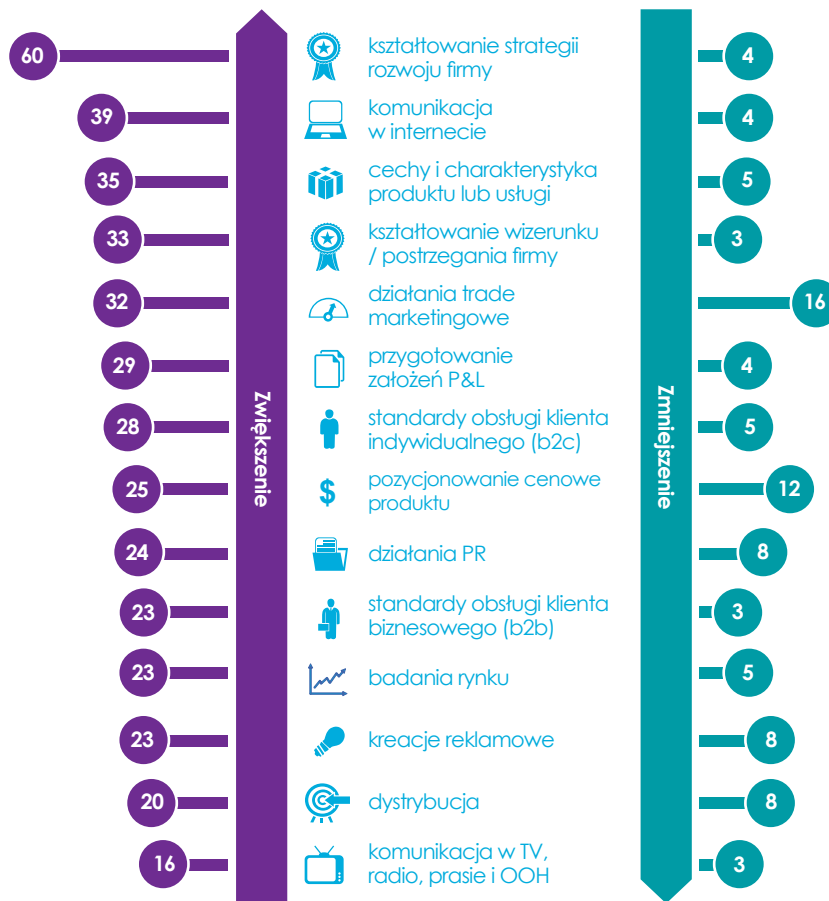 60
kształtowanie strategii
rozwoju firmy
4
39
komunikacja
w internecie
4
35
cechy i charakterystyka
produktu lub usługi
5
33
kształtowanie wizerunku
/ postrzegania firmy
3
32
działania trade
marketingowe
16
29
przygotowanie
założeń P&L
4
Zwiększenie
Zmniejszenie
28
standardy obsługi klienta
indywidualnego (b2c)
5
25
$
pozycjonowanie cenowe
produktu
12
24
działania PR
8
23
standardy obsługi klienta
biznesowego (b2b)
3
23
badania rynku
5
23
kreacje reklamowe
8
20
dystrybucja
8
16
komunikacja w TV,
radio, prasie i OOH
3